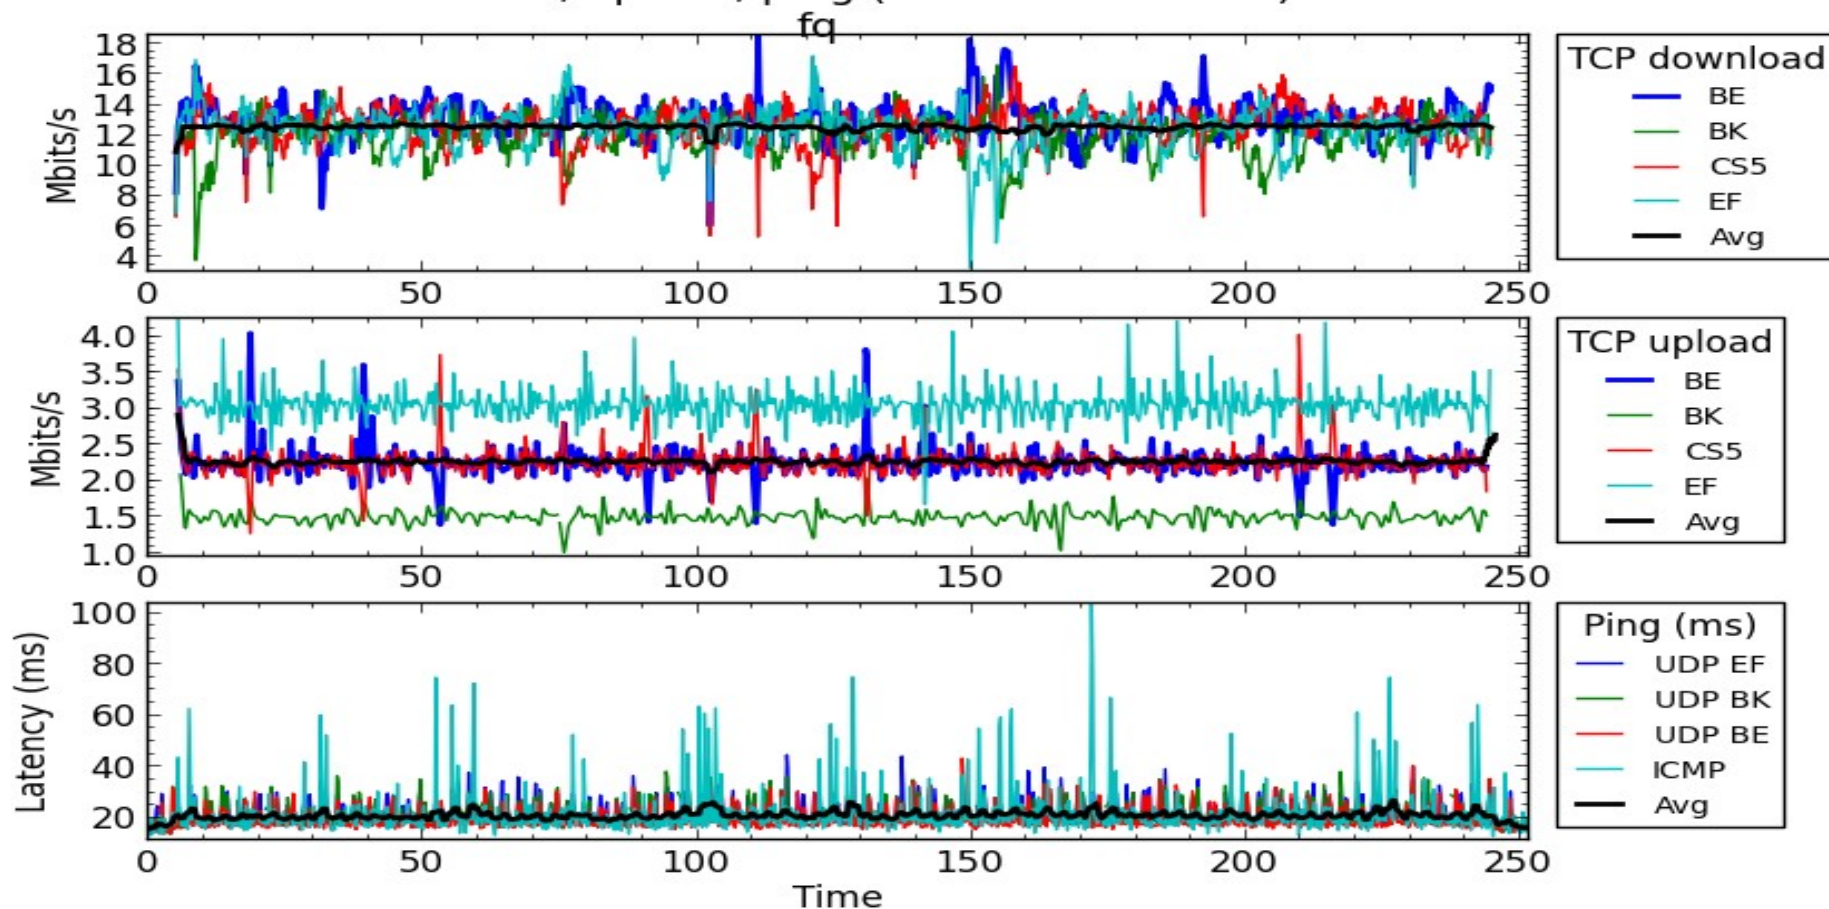 fq
18
16
14
12
10
8
6
4
Mbits/s
0 50 100 150 200 250
TCP download
BE
BK
CS5
EF
Avg
4.0
3.5
3.0
2.5
2.0
1.5
1.0
Mbits/s
0 50 100 150 200 250
TCP upload
BE
BK
CS5
EF
Avg
100
80
60
40
20
Latency (ms)
0 50 100 150 200 250
Time
Ping (ms)
UDP EF
UDP BK
UDP BE
ICMP
Avg